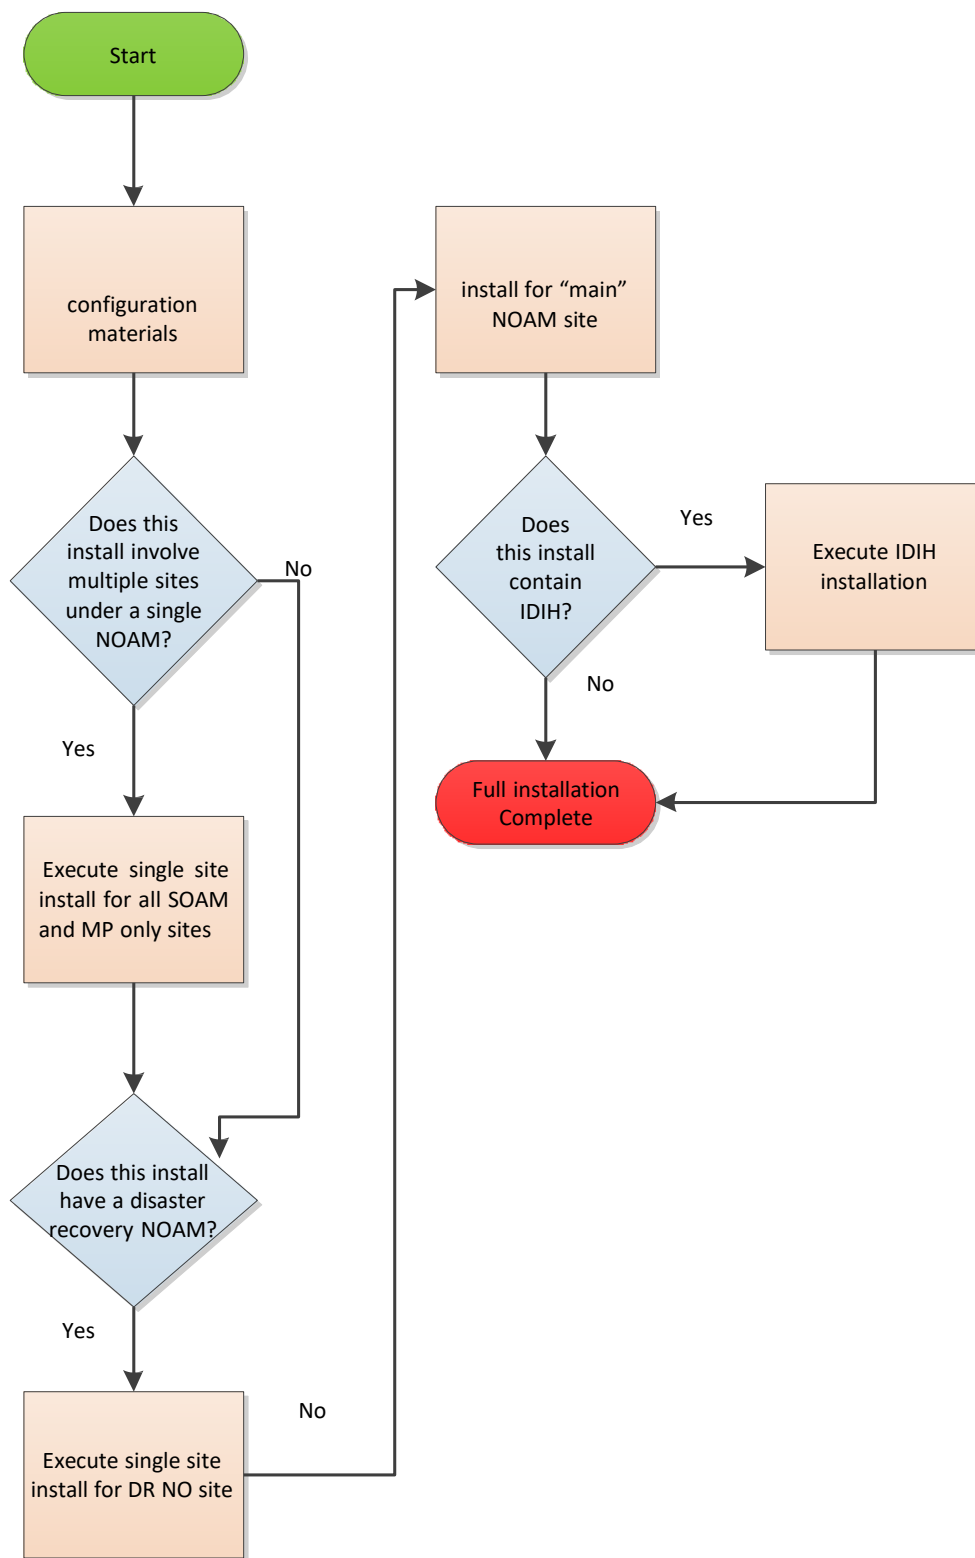 Start
configuration
materials
Does this
install involve
multiple sites
under a single
NOAM?
No
Yes
Execute single site
install for all SOAM
and MP only sites
Does this install
have a disaster
recovery NOAM?
Yes
No
Execute single site
install for DR NO site
install for “main”
NOAM site
Does
this install
contain
IDIH?
Yes
No
Execute IDIH
installation
Full installation
Complete